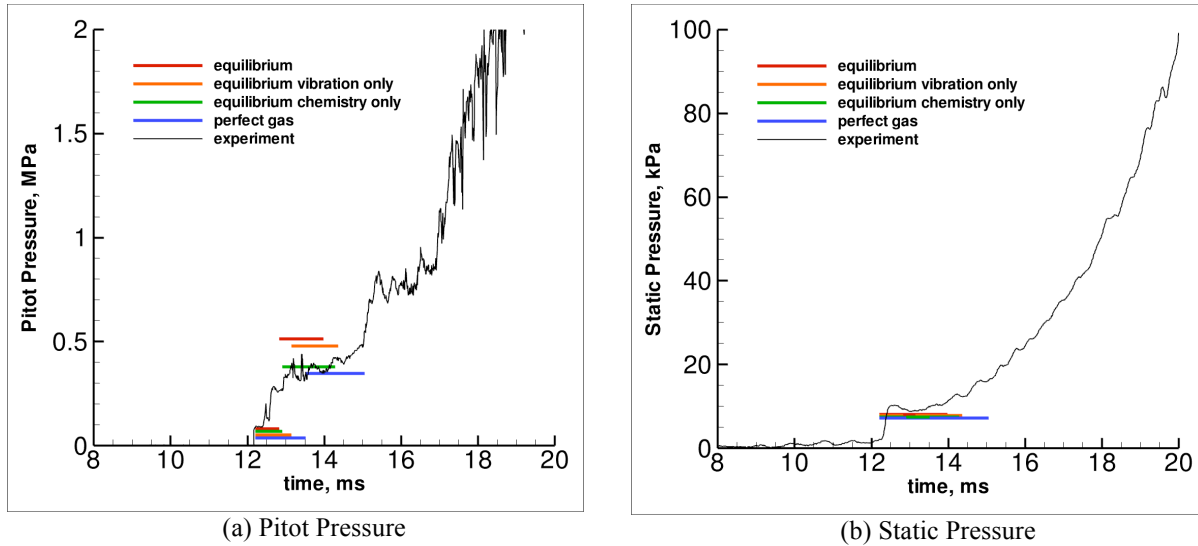 2
1.5
1
0.5
0
Pitot Pressure, MPa
equilibrium
equilibrium vibration only
equilibrium chemistry only
perfect gas
experiment
8 10 12 14 16 18 20
time, ms
(a) Pitot Pressure
100
80
60
40
20
0
Static Pressure, kPa
equilibrium
equilibrium vibration only
equilibrium chemistry only
perfect gas
experiment
8 10 12 14 16 18 20
time, ms
(b) Static Pressure